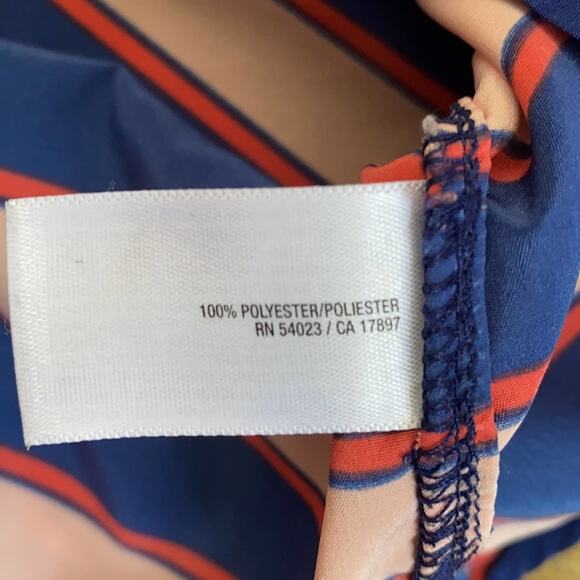 100% POLYESTER/POLIESTER
RN 54023 / CA 17897